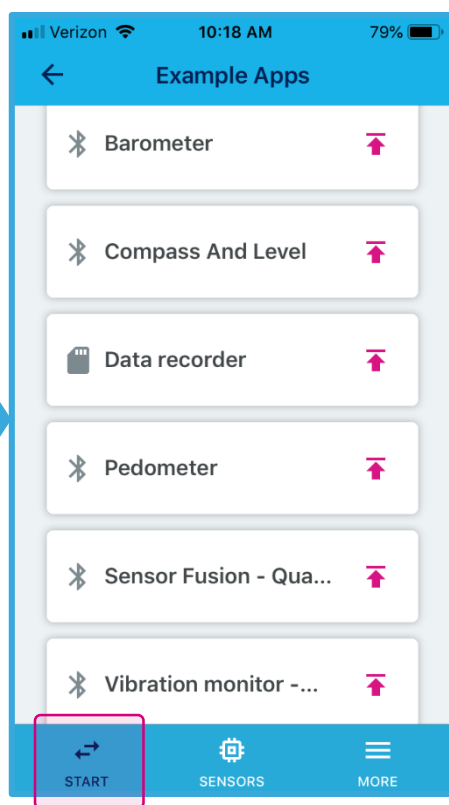 Verizon 10:18 AM 79%
Example Apps
Barometer
Compass And Level
Data recorder
Pedometer
Sensor Fusion - Qua...
Vibration monitor -...
START SENSORS MORE